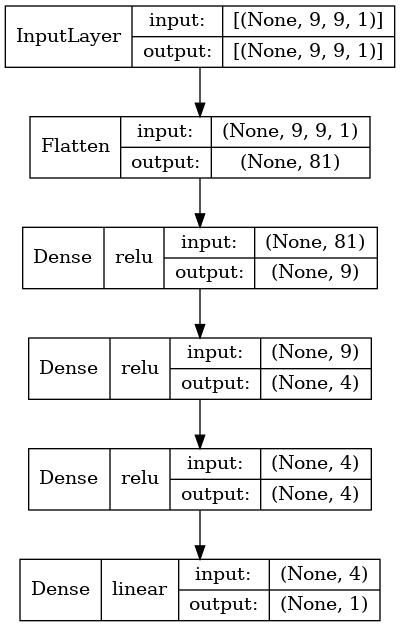 InputLayer input: [(None, 9, 9, 1)]
output: [(None, 9, 9, 1)]
Flatten input: (None, 9, 9, 1)
output: (None, 81)
Dense relu input: (None, 81)
output: (None, 9)
Dense relu input: (None, 9)
output: (None, 4)
Dense relu input: (None, 4)
output: (None, 4)
Dense linear input: (None, 4)
output: (None, 1)